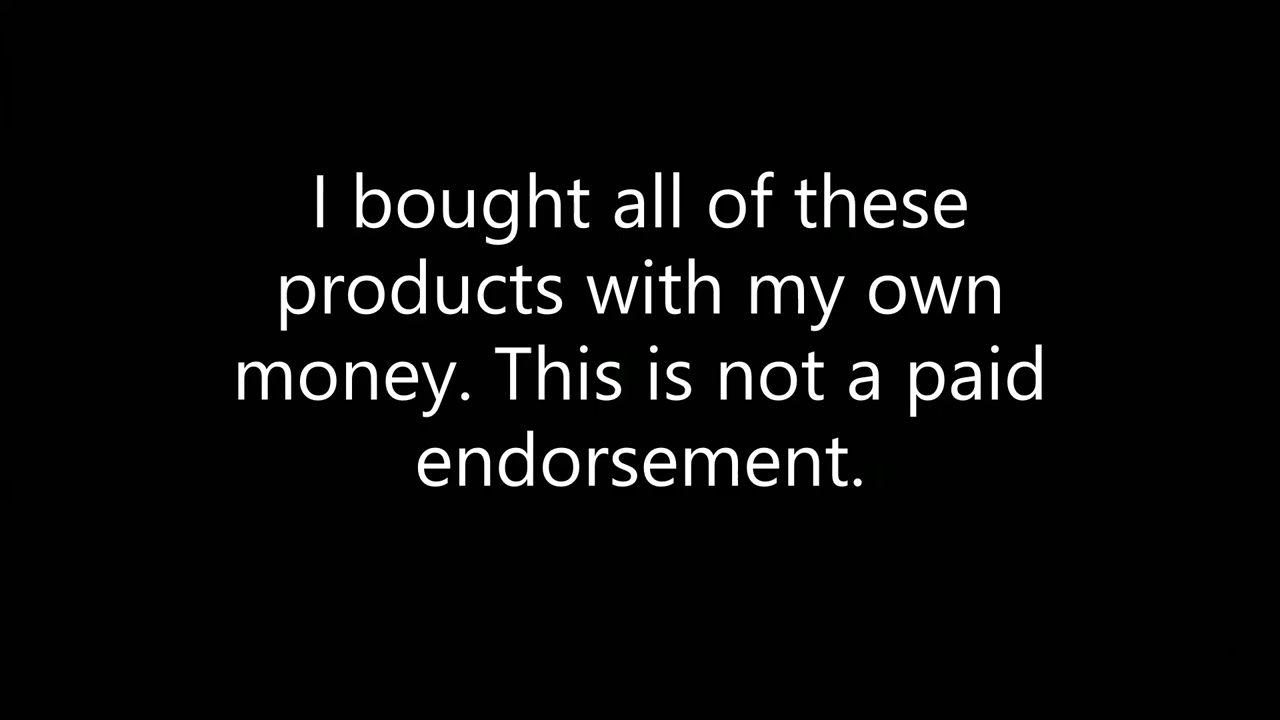 I bought all of these
products with my own
money. This is not a paid
endorsement.